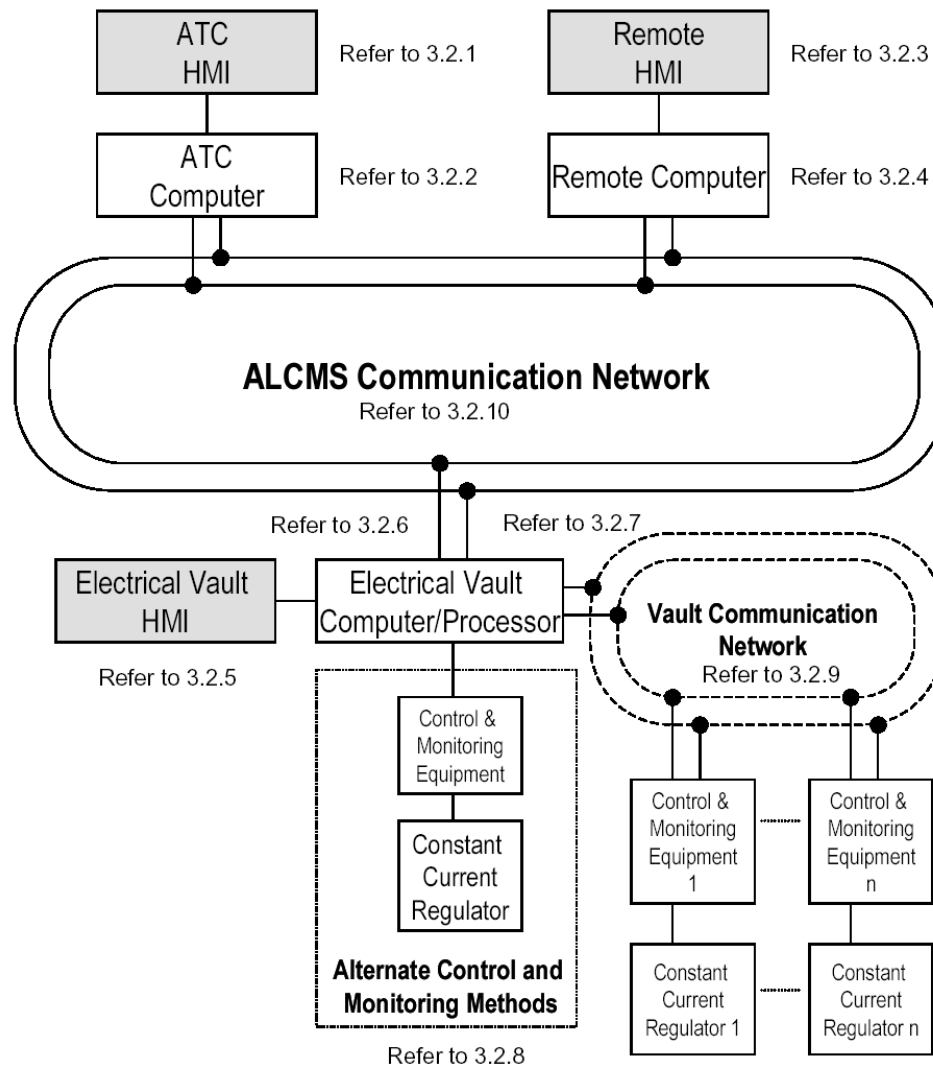 ATC
HMI
Refer to 3.2.1
Remote
HMI
Refer to 3.2.3
ATC
Computer
Refer to 3.2.2
Remote Computer
Refer to 3.2.4
ALCMS Communication Network
Refer to 3.2.10
Refer to 3.2.6
Refer to 3.2.7
Electrical Vault
HMI
Refer to 3.2.5
Electrical Vault
Computer/Processor
Vault Communication
Network
Refer to 3.2.9
Control &
Monitoring
Equipment
Constant
Current
Regulator
Alternate Control and
Monitoring Methods
Refer to 3.2.8
Control &
Monitoring
Equipment
1
Control &
Monitoring
Equipment
n
Constant
Current
Regulator 1
Constant
Current
Regulator n